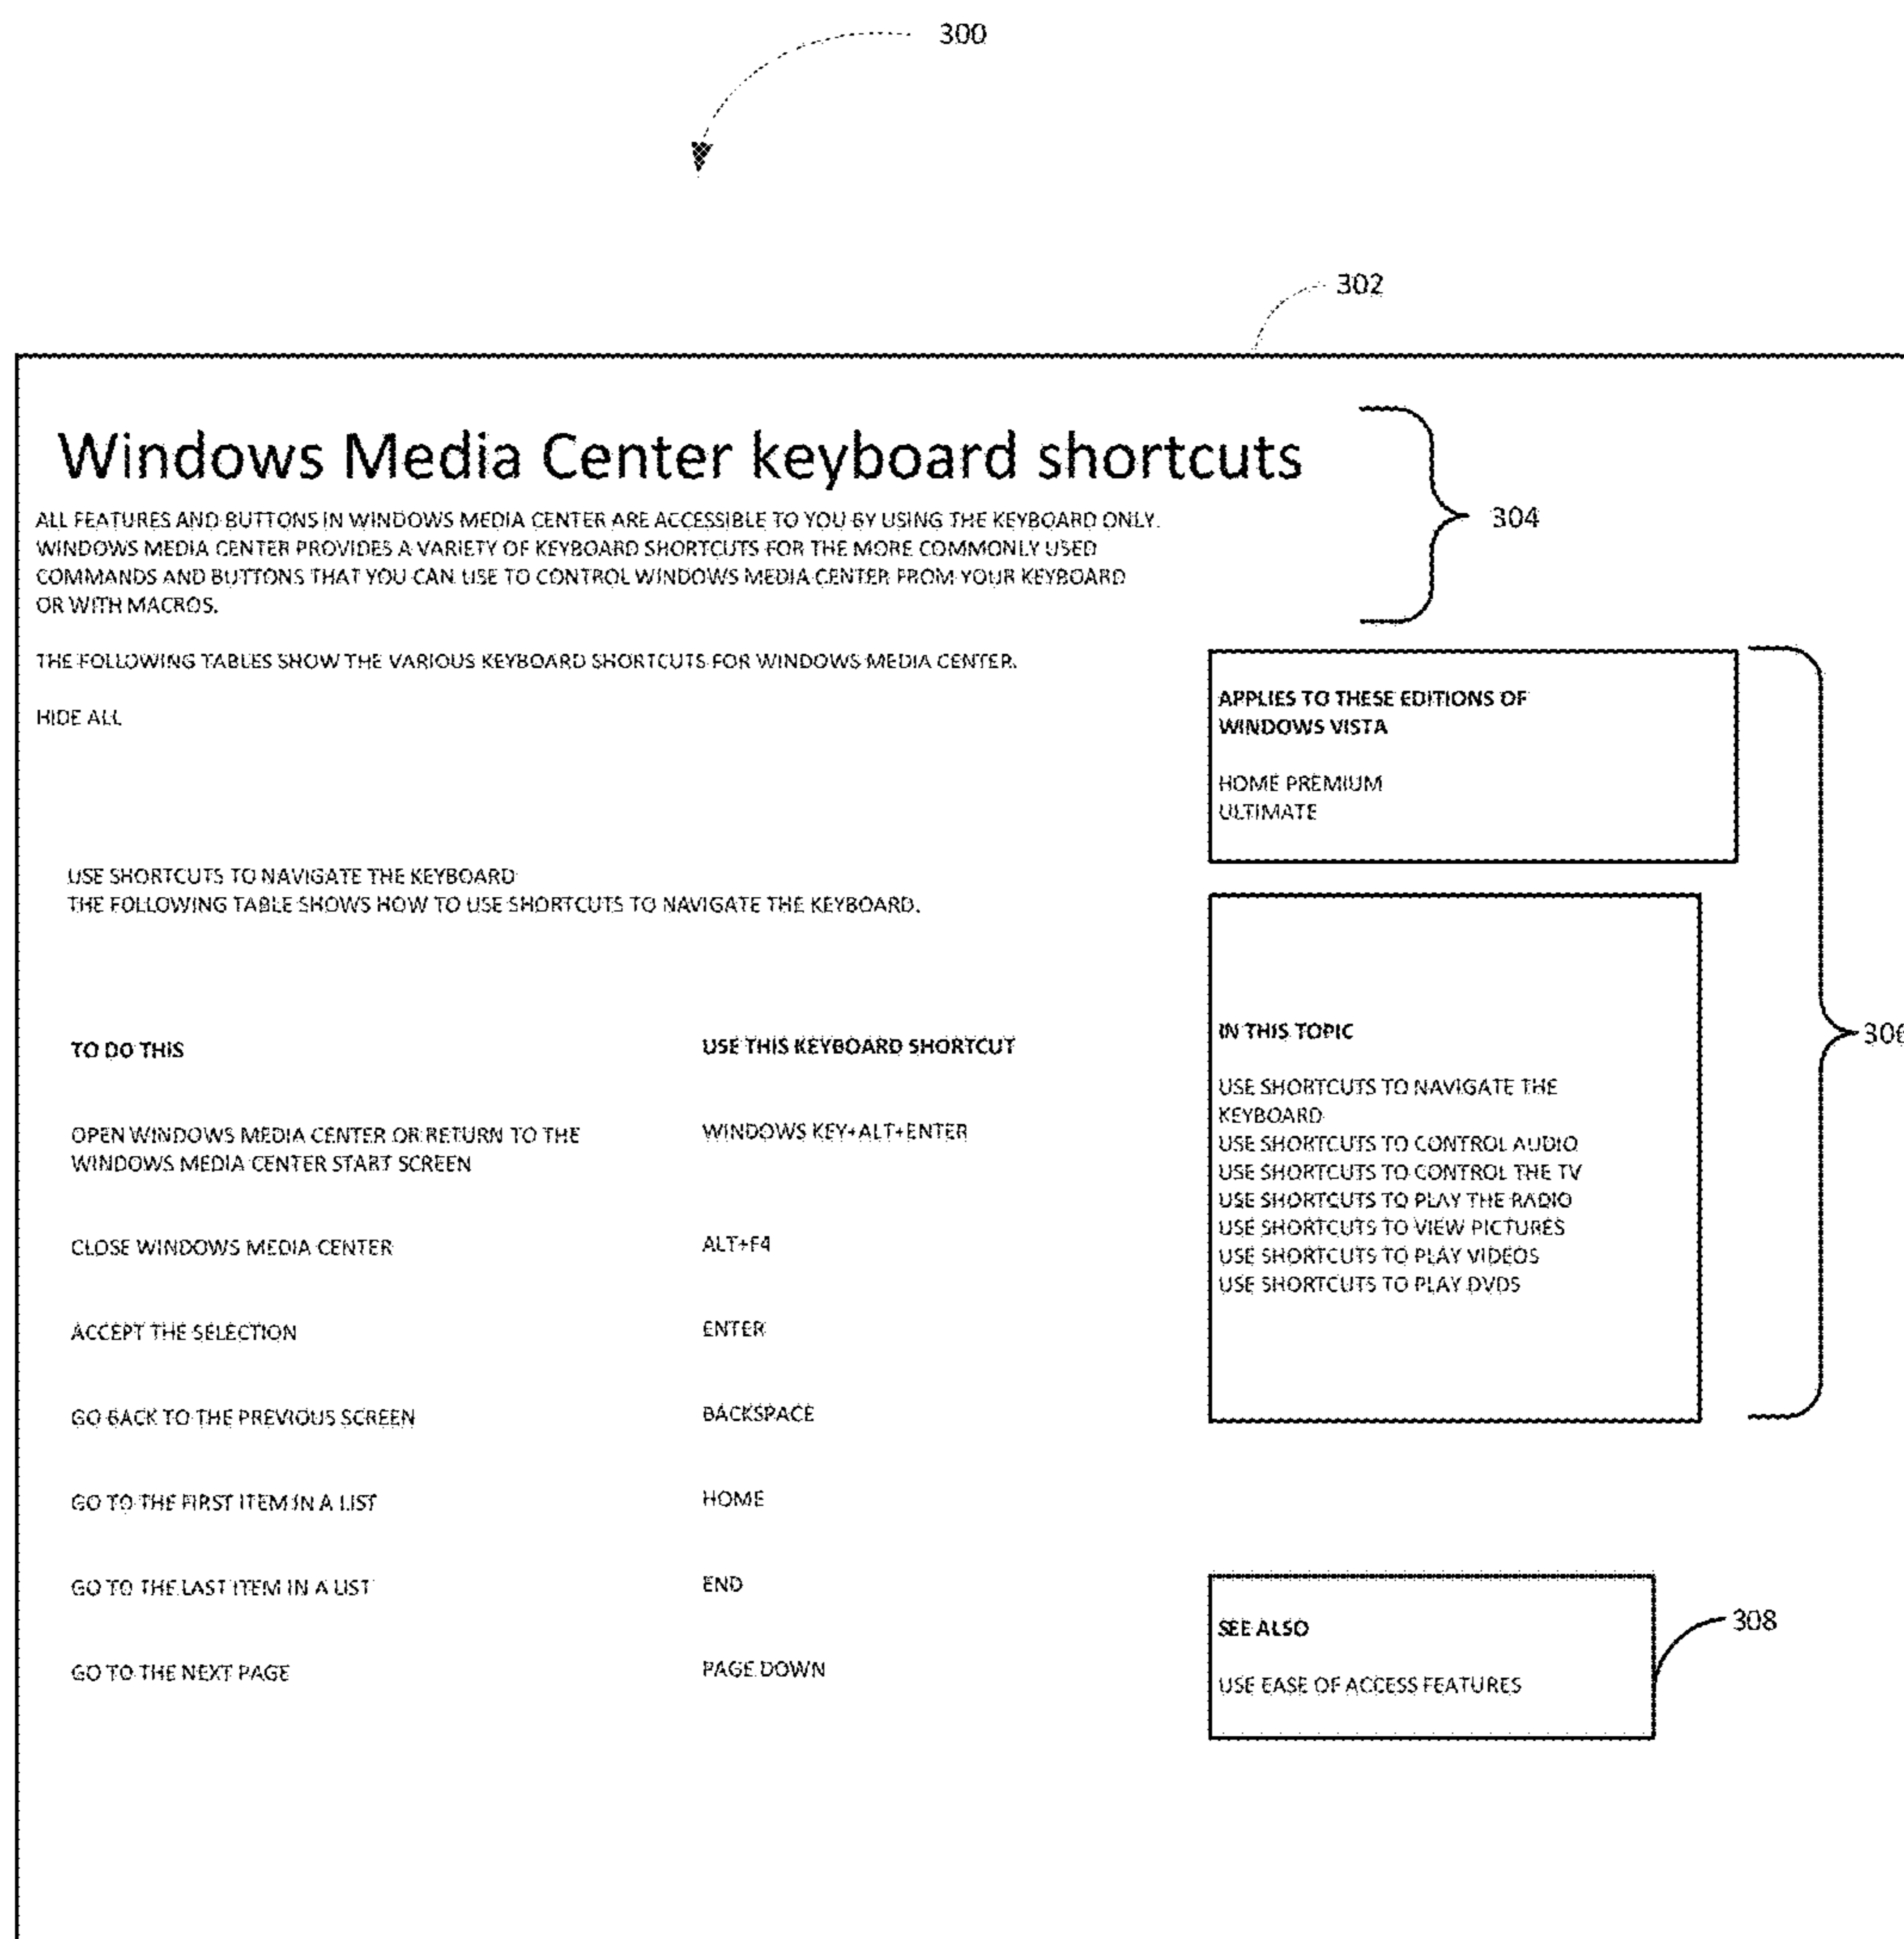 300
302
Windows Media Center keyboard shortcuts
ALL FEATURES AND BUTTONS IN WINDOWS MEDIA CENTER ARE ACCESSIBLE TO YOU BY USING THE KEYBOARD ONLY.
WINDOWS MEDIA CENTER PROVIDES A VARIETY OF KEYBOARD SHORTCUTS FOR THE MORE COMMONLY USED
COMMANDS AND BUTTONS THAT YOU CAN USE TO CONTROL WINDOWS MEDIA CENTER FROM YOUR KEYBOARD
OR WITH MACROS.
304
THE FOLLOWING TABLES SHOW THE VARIOUS KEYBOARD SHORTCUTS FOR WINDOWS MEDIA CENTER.
HIDE ALL
USE SHORTCUTS TO NAVIGATE THE KEYBOARD
THE FOLLOWING TABLE SHOWS HOW TO USE SHORTCUTS TO NAVIGATE THE KEYBOARD.
TO DO THIS USE THIS KEYBOARD SHORTCUT
OPEN WINDOWS MEDIA CENTER OR RETURN TO THE WINDOWS KEY+ALT+ENTER
WINDOWS MEDIA CENTER START SCREEN
CLOSE WINDOWS MEDIA CENTER ALT+F4
ACCEPT THE SELECTION ENTER
GO BACK TO THE PREVIOUS SCREEN BACKSPACE
GO TO THE FIRST ITEM IN A LIST HOME
GO TO THE LAST ITEM IN A LIST END
GO TO THE NEXT PAGE PAGE DOWN
APPLIES TO THESE EDITIONS OF
WINDOWS VISTA
HOME PREMIUM
ULTIMATE
IN THIS TOPIC
USE SHORTCUTS TO NAVIGATE THE
KEYBOARD
USE SHORTCUTS TO CONTROL AUDIO
USE SHORTCUTS TO CONTROL THE TV
USE SHORTCUTS TO PLAY THE RADIO
USE SHORTCUTS TO VIEW PICTURES
USE SHORTCUTS TO PLAY VIDEOS
USE SHORTCUTS TO PLAY DVDS
306
SEE ALSO
USE EASE OF ACCESS FEATURES
308